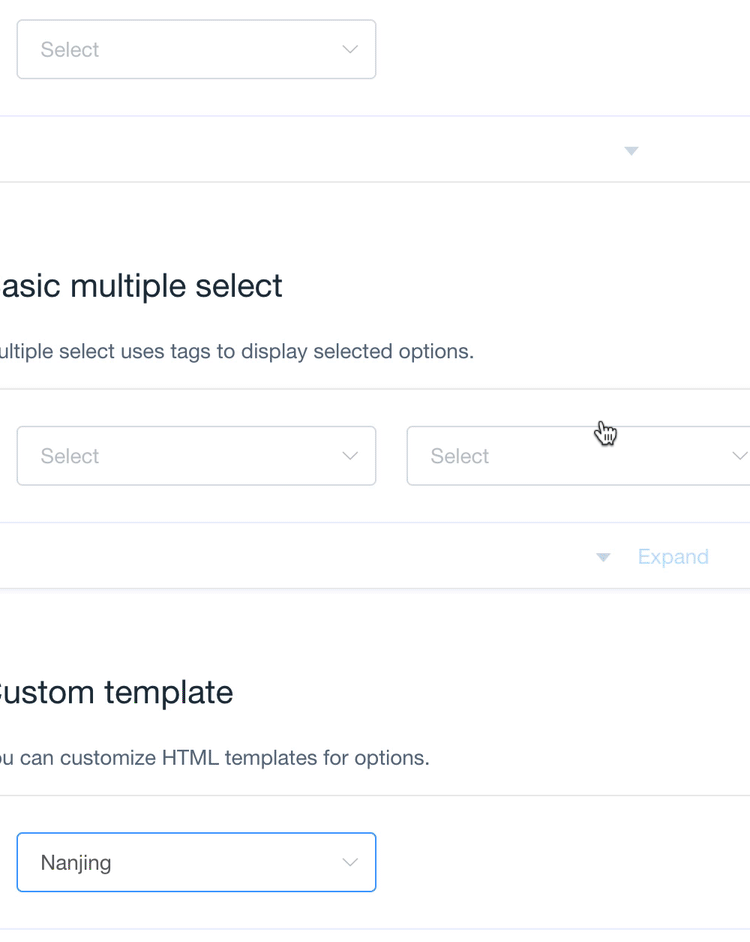 Select
asic multiple select
ultiple select uses tags to display selected options.
Select
Select
Expand
ustom template
ou can customize HTML templates for options.
Nanjing